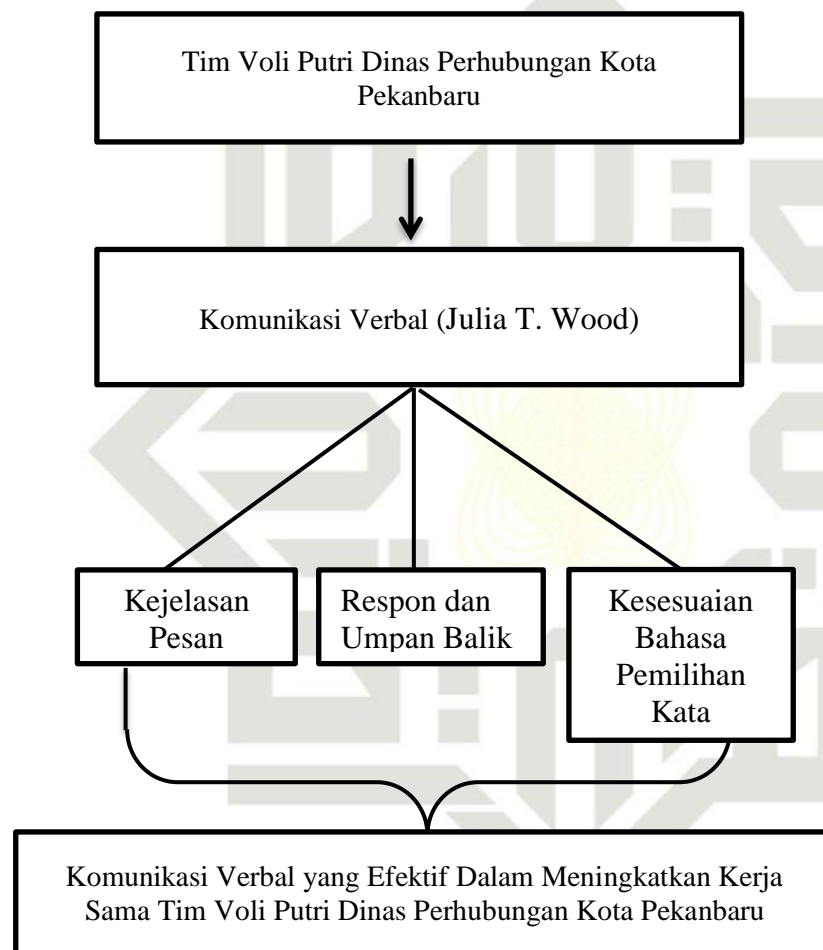 Tim Voli Putri Dinas Perhubungan Kota
Pekanbaru
Komunikasi Verbal (Julia T. Wood)
Kejelasan
Pesan
Respon dan
Umpan Balik
Kesesuaian
Bahasa
Pemilihan
Kata
Komunikasi Verbal yang Efektif Dalam Meningkatkan Kerja
Sama Tim Voli Putri Dinas Perhubungan Kota Pekanbaru